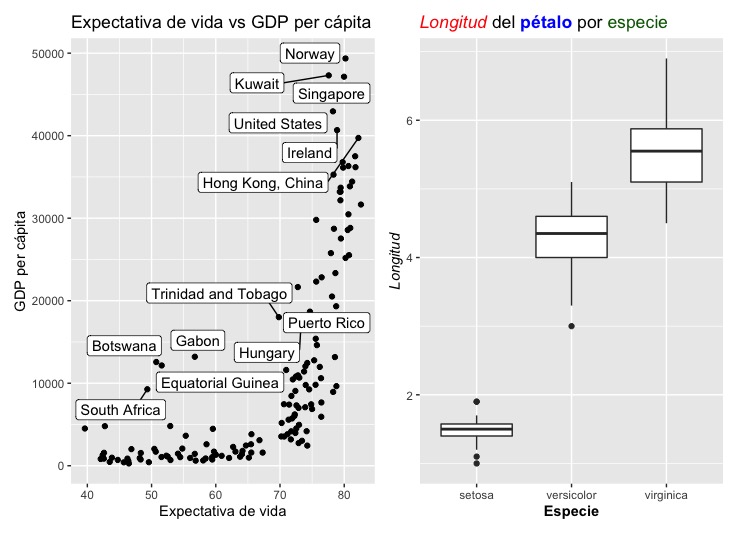 Expectativa de vida vs GDP per cápita
50000
40000
30000
20000
10000
0
GDP per cápita
Norway
Kuwait
Singapore
United States
Ireland
Hong Kong, China
Trinidad and Tobago
Puerto Rico
Gabon
Botswana
Hungary
Equatorial Guinea
South Africa
40 50 60 70 80
Expectativa de vida
Longitud del pétalo por especie
6
4
2
Longitud
setosa versicolor virginica
Especie